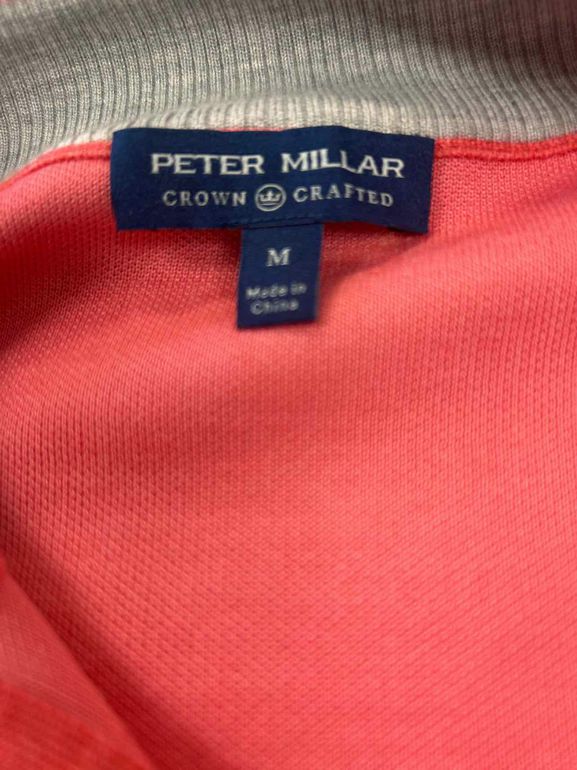 PETER MILLAR
CROWN CRAFTED
M
Made in
China